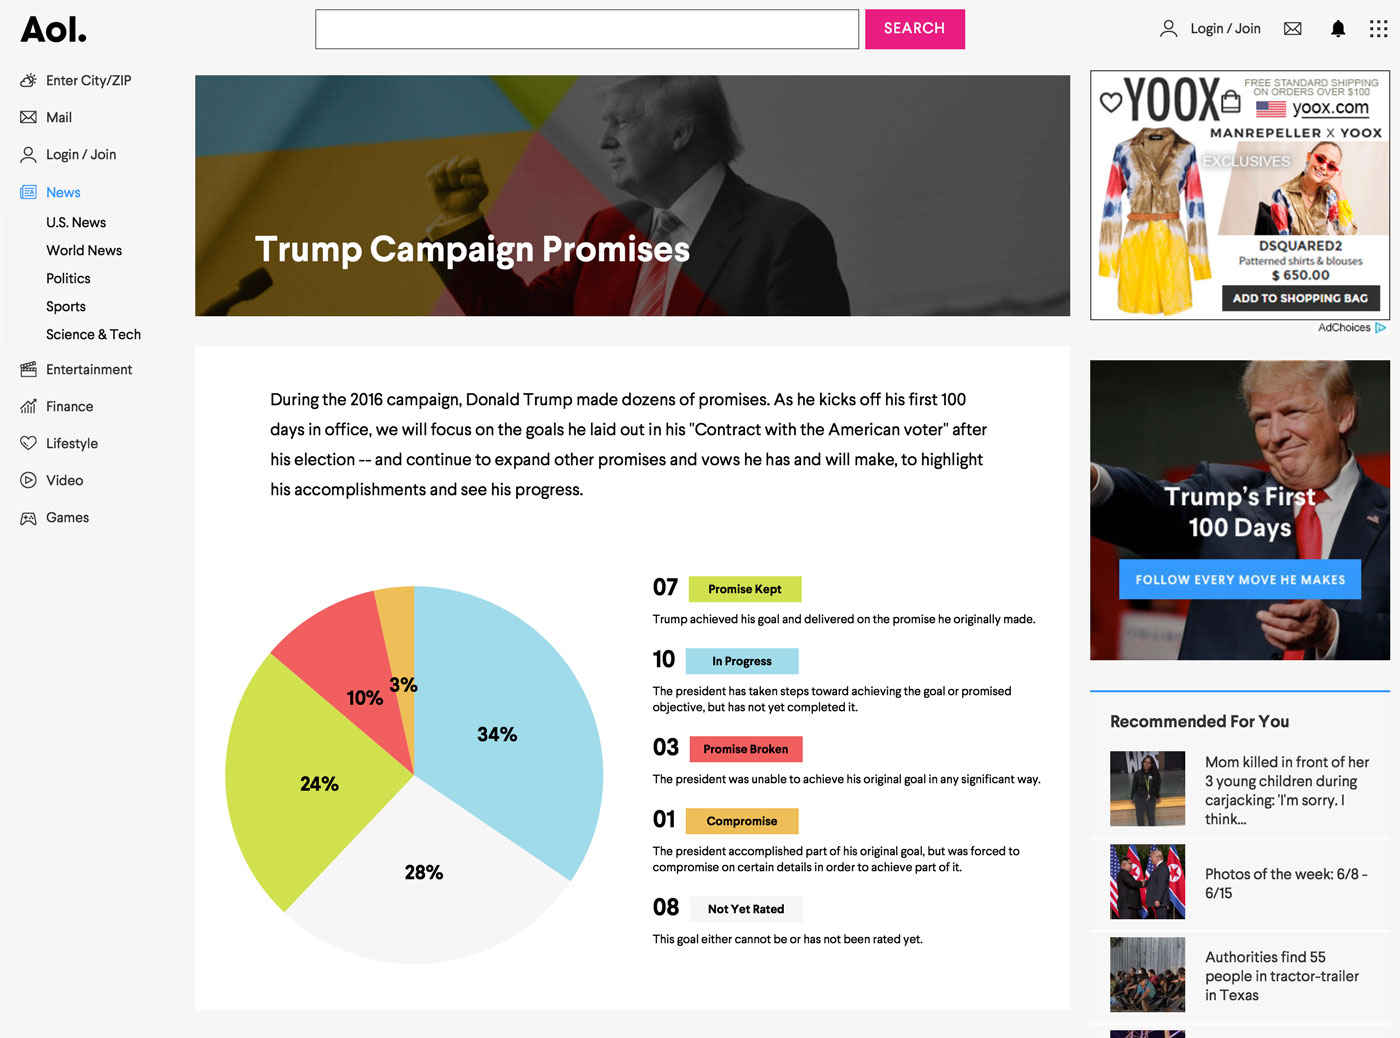 Aol.
SEARCH
Login / Join
Enter City/ZIP
Mail
Login / Join
News
U.S. News
World News
Politics
Sports
Science & Tech
Entertainment
Finance
Lifestyle
Video
Games
Trump Campaign Promises
During the 2016 campaign, Donald Trump made dozens of promises. As he kicks off his first 100
days in office, we will focus on the goals he laid out in his "Contract with the American voter" after
his election -- and continue to expand other promises and vows he has and will make, to highlight
his accomplishments and see his progress.
3%
10%
34%
24%
28%
07 Promise Kept
Trump achieved his goal and delivered on the promise he originally made.
10 In Progress
The president has taken steps toward achieving the goal or promised
objective, but has not yet completed it.
03 Promise Broken
The president was unable to achieve his original goal in any significant way.
01 Compromise
The president accomplished part of his original goal, but was forced to
compromise on certain details in order to achieve part of it.
08 Not Yet Rated
This goal either cannot be or has not been rated yet.
YOOX
FREE STANDARD SHIPPING
ON ORDERS OVER $100
yoox.com
MANREPELLER X YOOX
EXCLUSIVES
DSQUARED2
Patterned shirts & blouses
$ 650.00
ADD TO SHOPPING BAG
AdChoices
Trump's First
100 Days
FOLLOW EVERY MOVE HE MAKES
Recommended For You
Mom killed in front of her
3 young children during
carjacking: 'I'm sorry. I
think...
Photos of the week: 6/8 -
6/15
Authorities find 55
people in tractor-trailer
in Texas